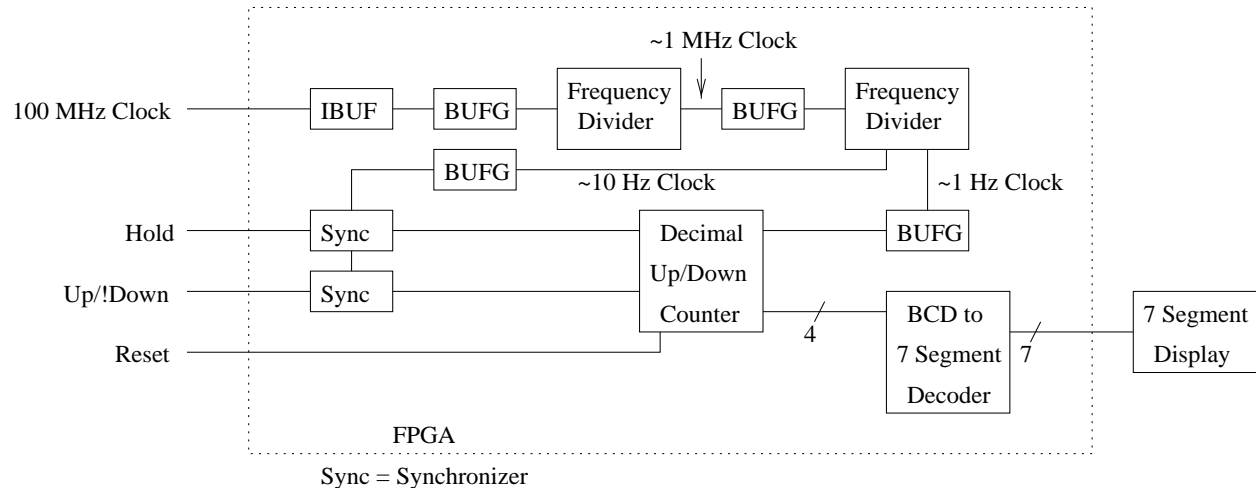 ~1 MHz Clock
100 MHz Clock
IBUF
BUFG
Frequency
Divider
BUFG
Frequency
Divider
BUFG
~10 Hz Clock
~1 Hz Clock
Hold
Sync
Decimal
Up/Down
Counter
BUFG
Up/!Down
Sync
4
BCD to
7 Segment
Decoder
7
7 Segment
Display
Reset
FPGA
Sync = Synchronizer